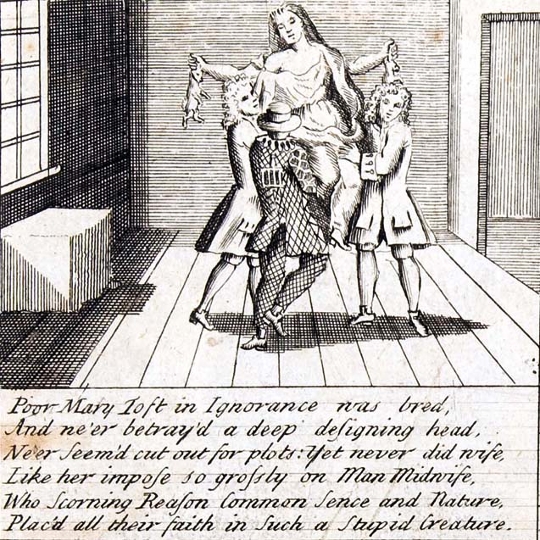 Poor Mary Toft in Ignorance was bred,
And ne'er betray'd a deep designing head,
Ne'er seem'd cut out for plots: Yet never did wife,
Like her impose so grossly on Man Midwife,
Who Scorning Reason Common Sence and Nature,
Plac'd all their faith in Such a Stupid Creature.